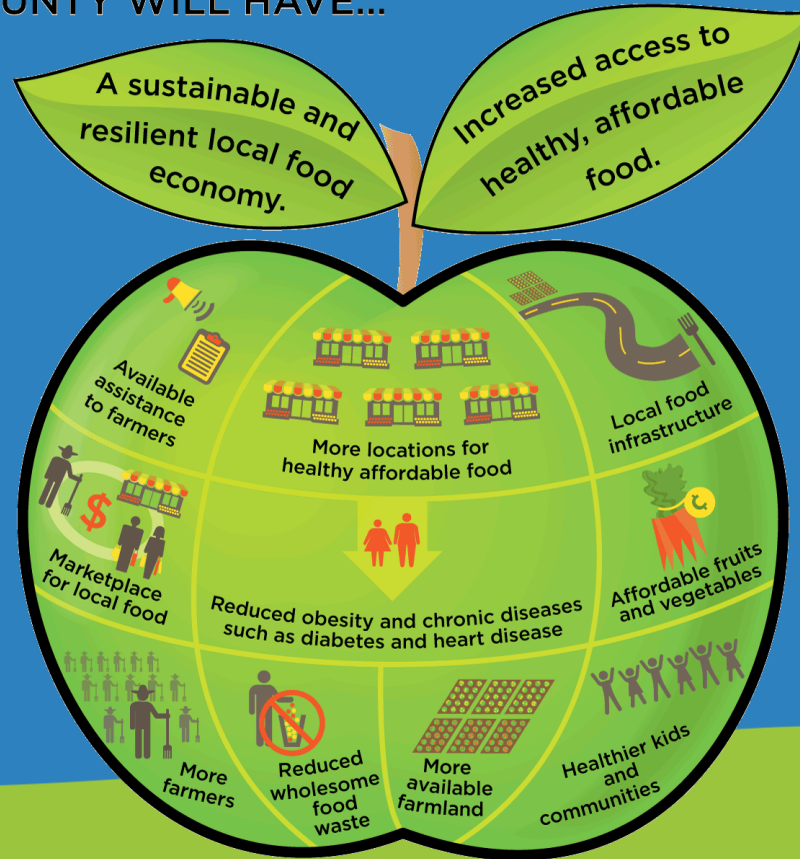 UNTY WILL HAVE...
A sustainable and
resilient local food
economy.
Increased access to
healthy, affordable
food.
Available
assistance
to farmers
More locations for
healthy affordable food
Local food
infrastructure
$
Marketplace
for local food
Reduced obesity and chronic diseases
such as diabetes and heart disease
¢
Affordable fruits
and vegetables
More
farmers
Reduced
wholesome
food
waste
More
available
farmland
Healthier kids
and
communities